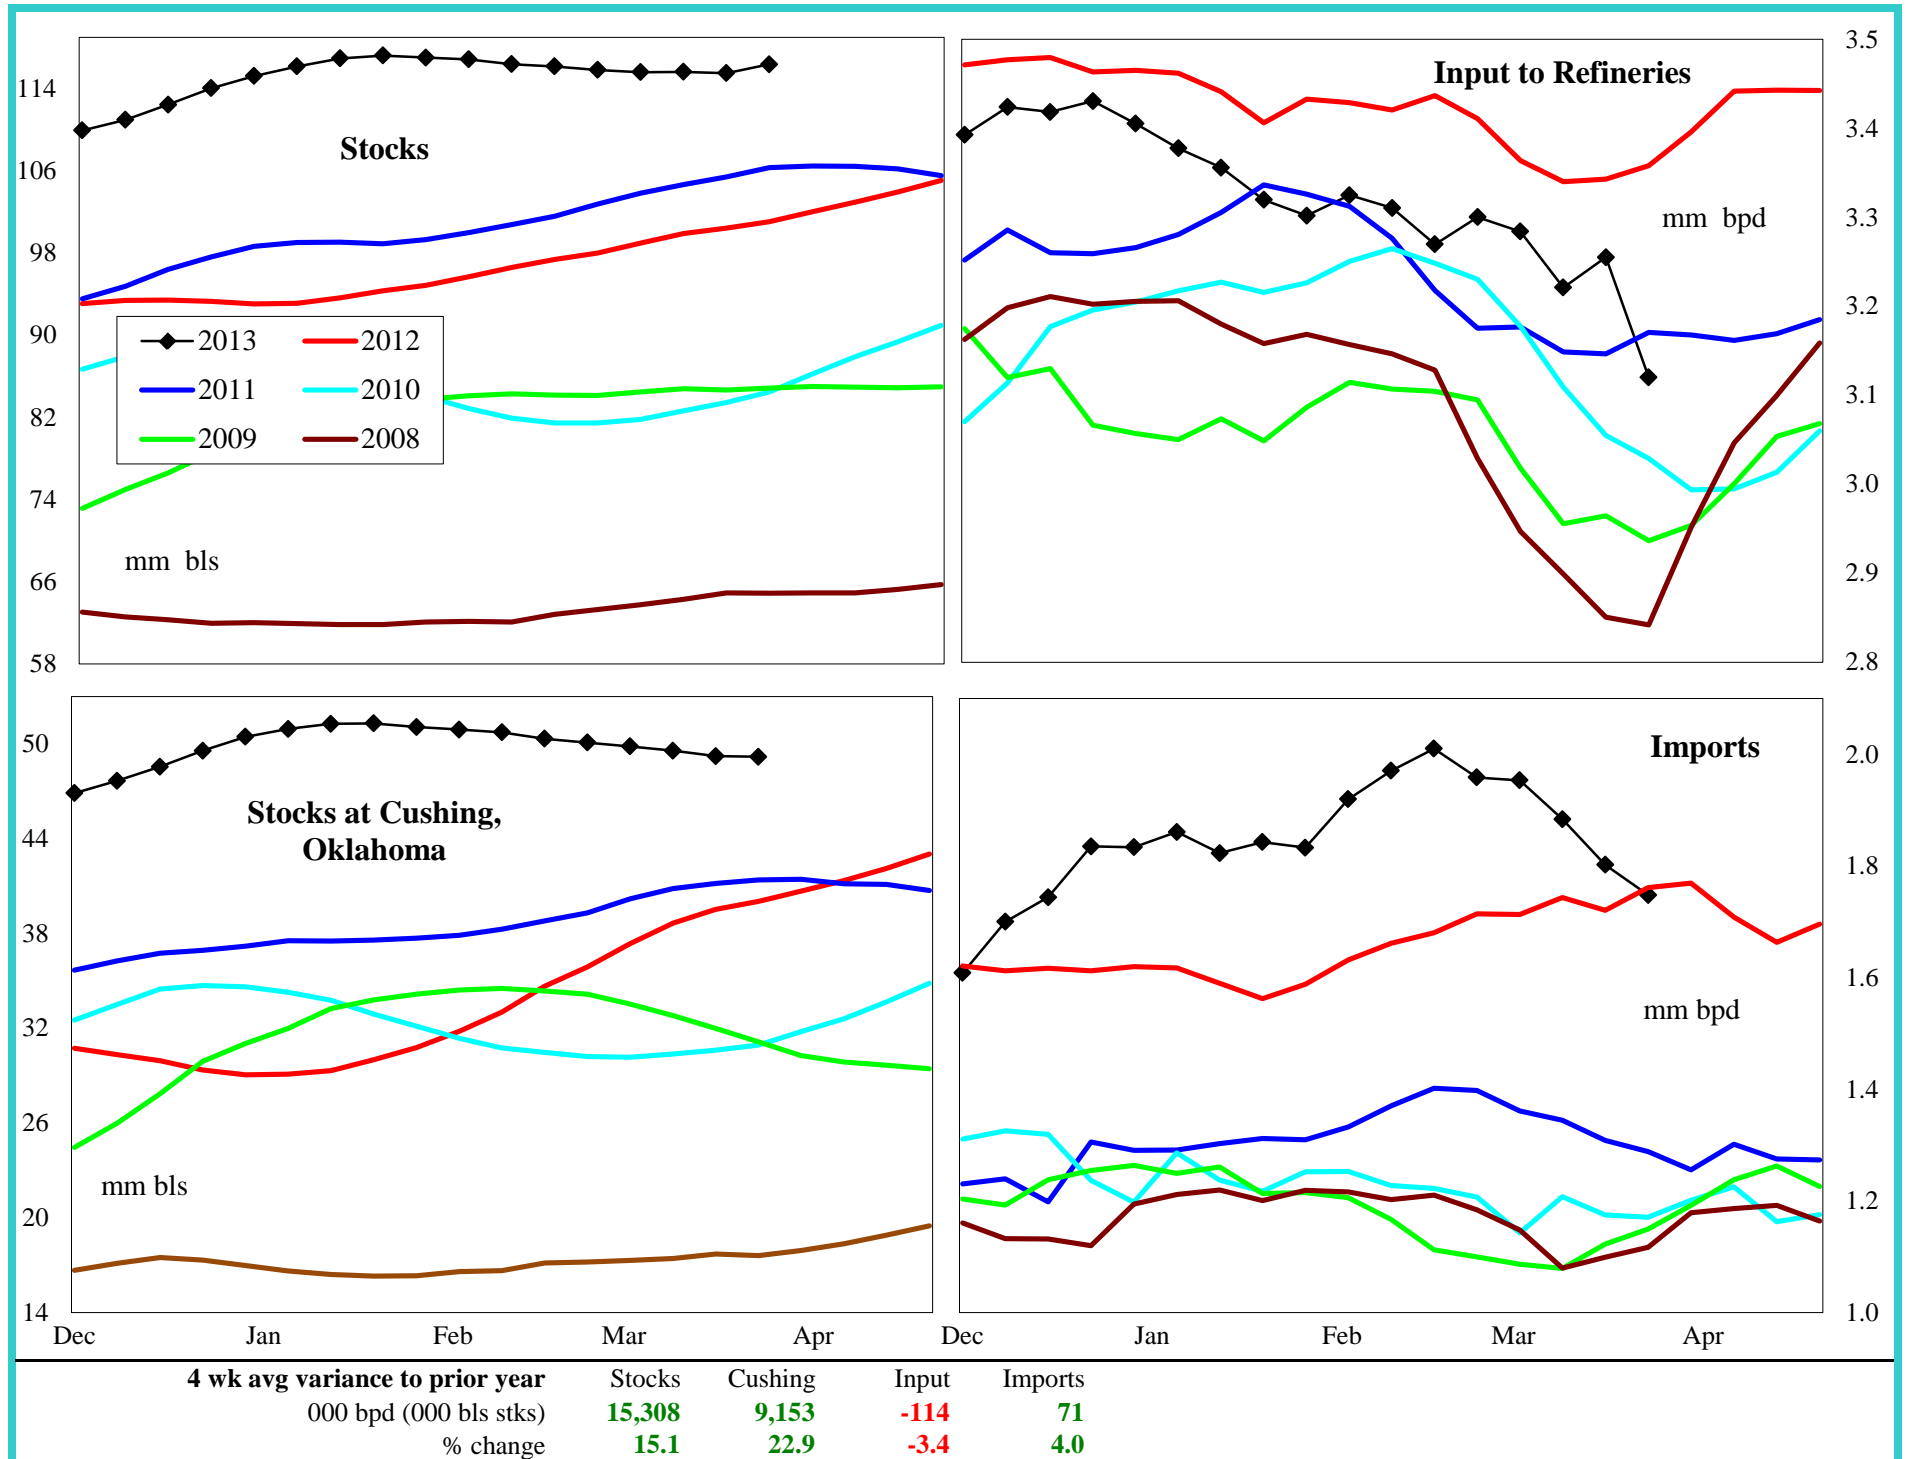 114
106
98
90
82
74
66
58
Stocks
2013 2012
2011 2010
2009 2008
mm bls
Input to Refineries
mm bpd
3.5
3.4
3.3
3.2
3.1
3.0
2.9
2.8
50
44
38
32
26
20
14
Stocks at Cushing,
Oklahoma
mm bls
Dec Jan Feb Mar Apr
Imports
mm bpd
2.0
1.8
1.6
1.4
1.2
1.0
Dec Jan Feb Mar Apr
4 wk avg variance to prior year Stocks Cushing Input Imports
000 bpd (000 bls stks) 15,308 9,153 -114 71
% change 15.1 22.9 -3.4 4.0